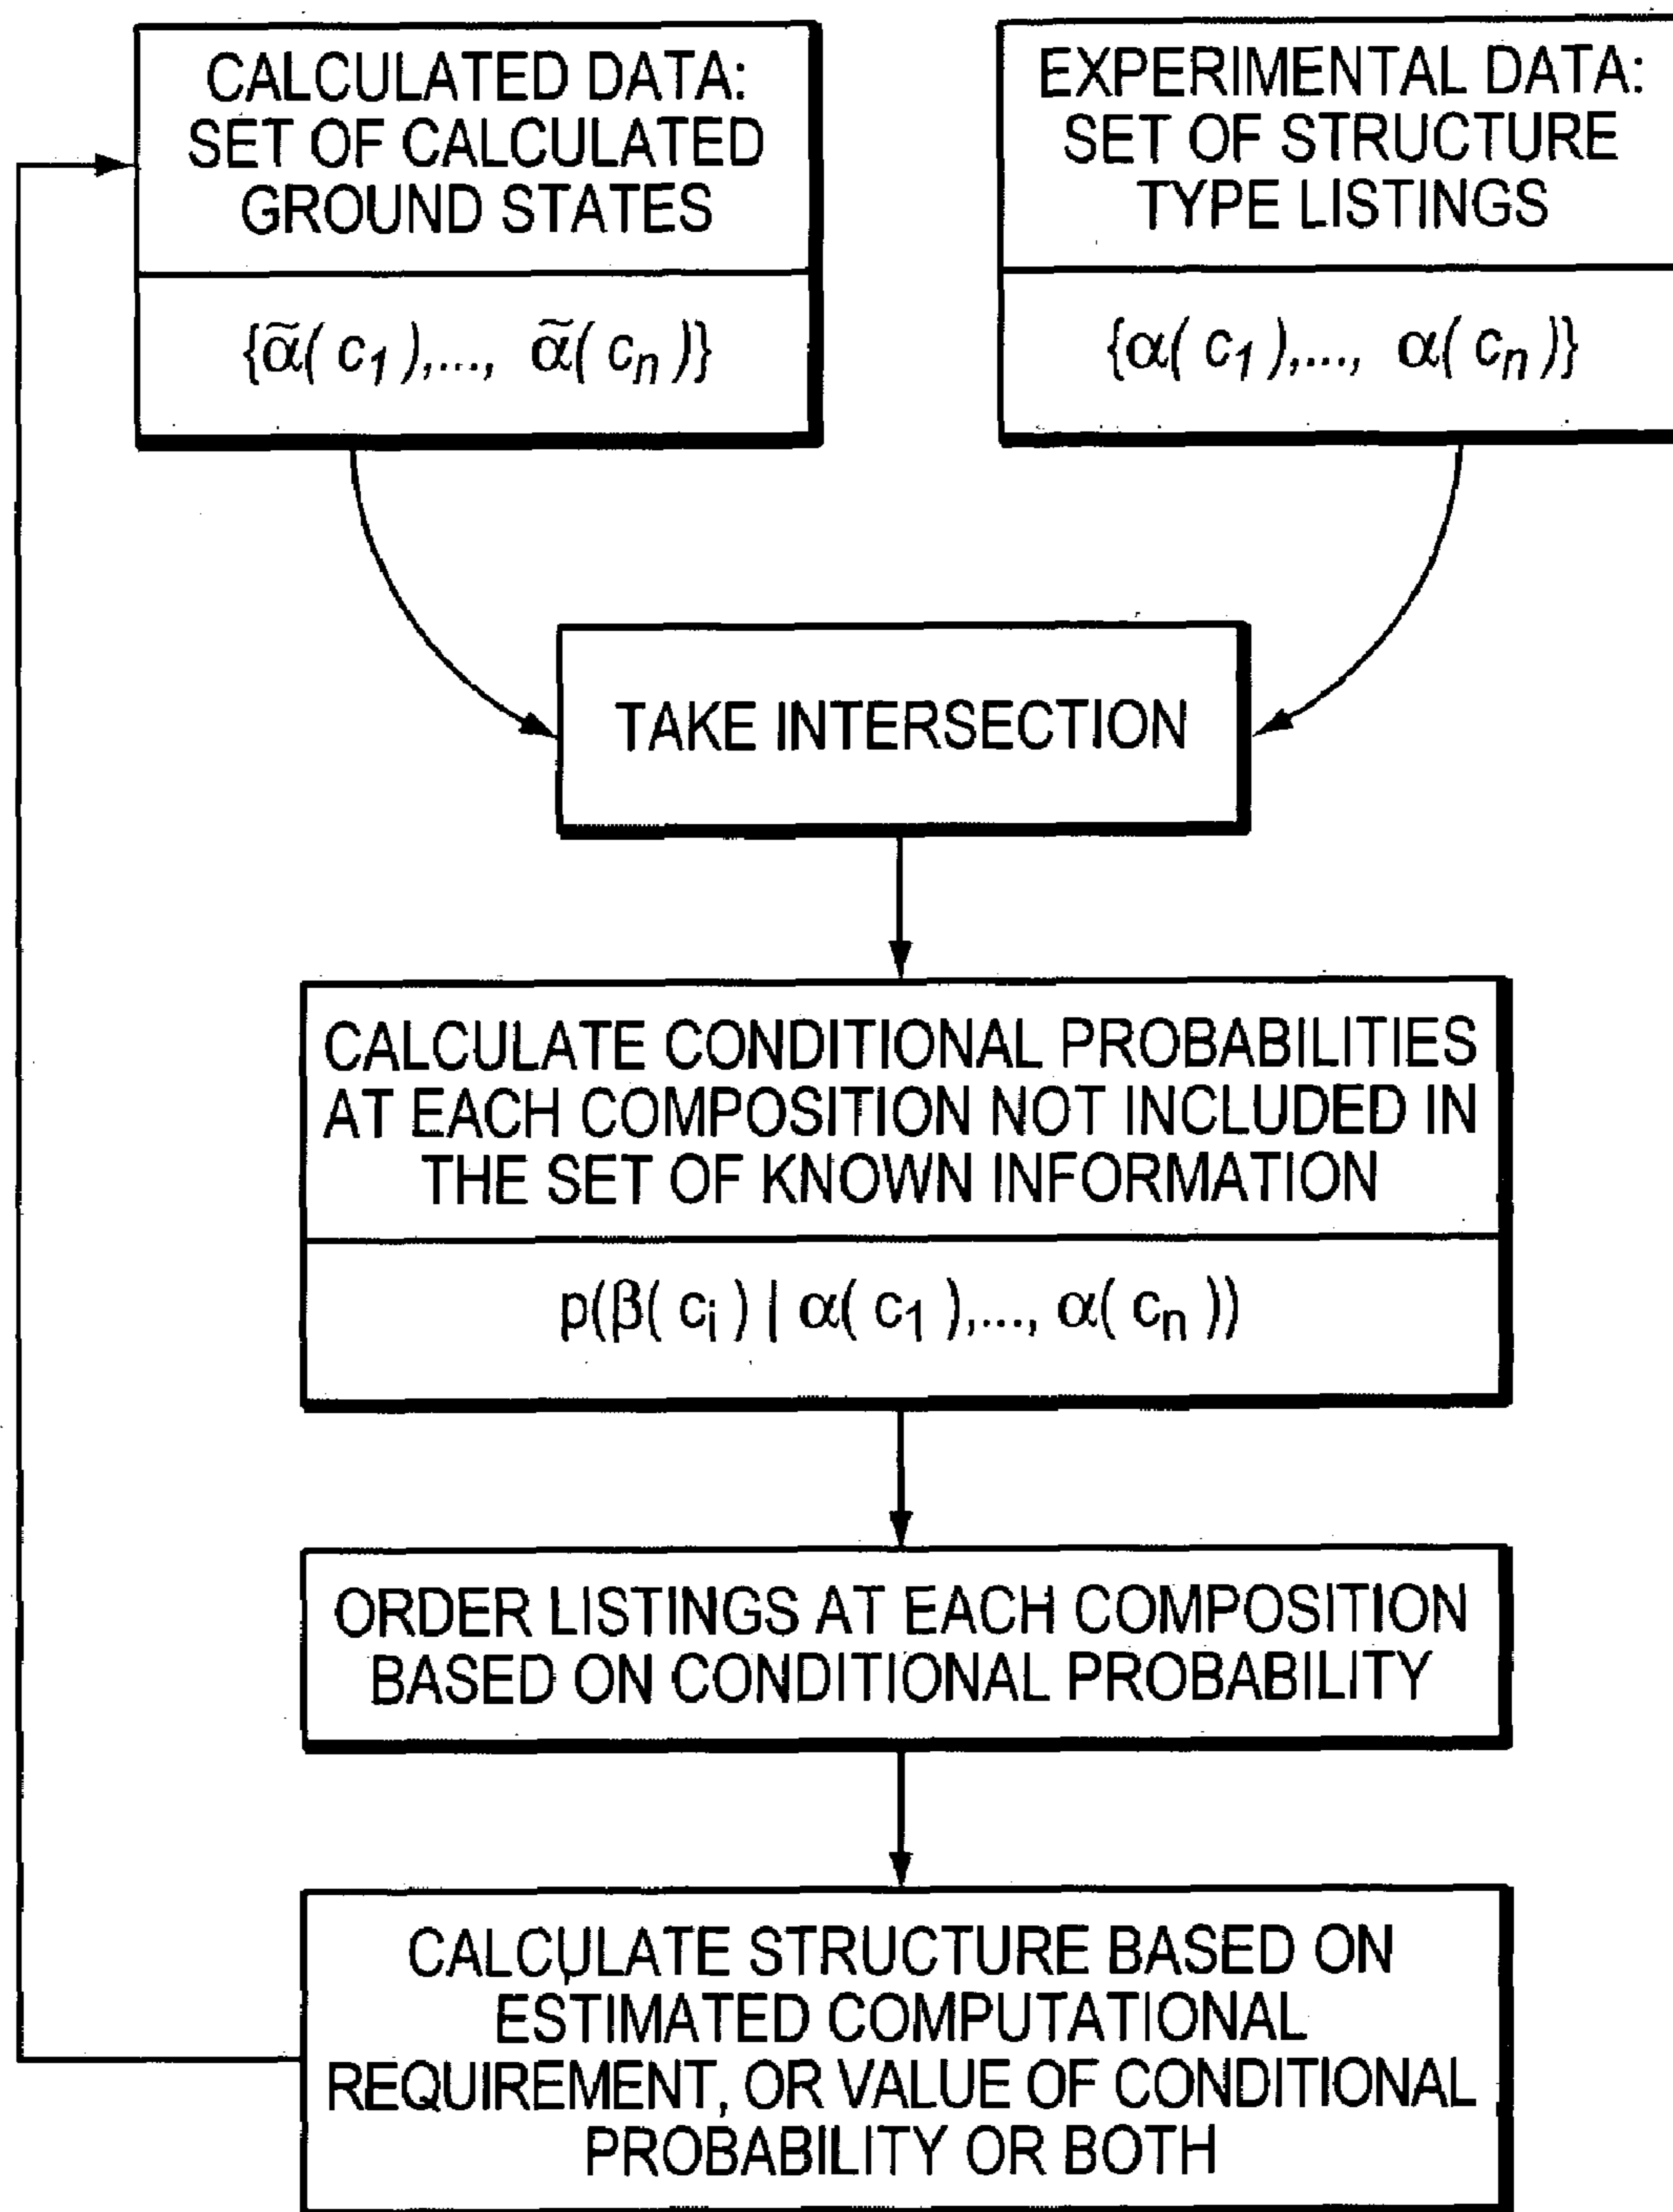 CALCULATED DATA:
SET OF CALCULATED
GROUND STATES
{α̃( c₁ ),..., α̃( cₙ )}
EXPERIMENTAL DATA:
SET OF STRUCTURE
TYPE LISTINGS
{α( c₁ ),..., α( cₙ )}
TAKE INTERSECTION
CALCULATE CONDITIONAL PROBABILITIES
AT EACH COMPOSITION NOT INCLUDED IN
THE SET OF KNOWN INFORMATION
p(β( cᵢ ) | α( c₁ ),..., α( cₙ ))
ORDER LISTINGS AT EACH COMPOSITION
BASED ON CONDITIONAL PROBABILITY
CALCULATE STRUCTURE BASED ON
ESTIMATED COMPUTATIONAL
REQUIREMENT, OR VALUE OF CONDITIONAL
PROBABILITY OR BOTH